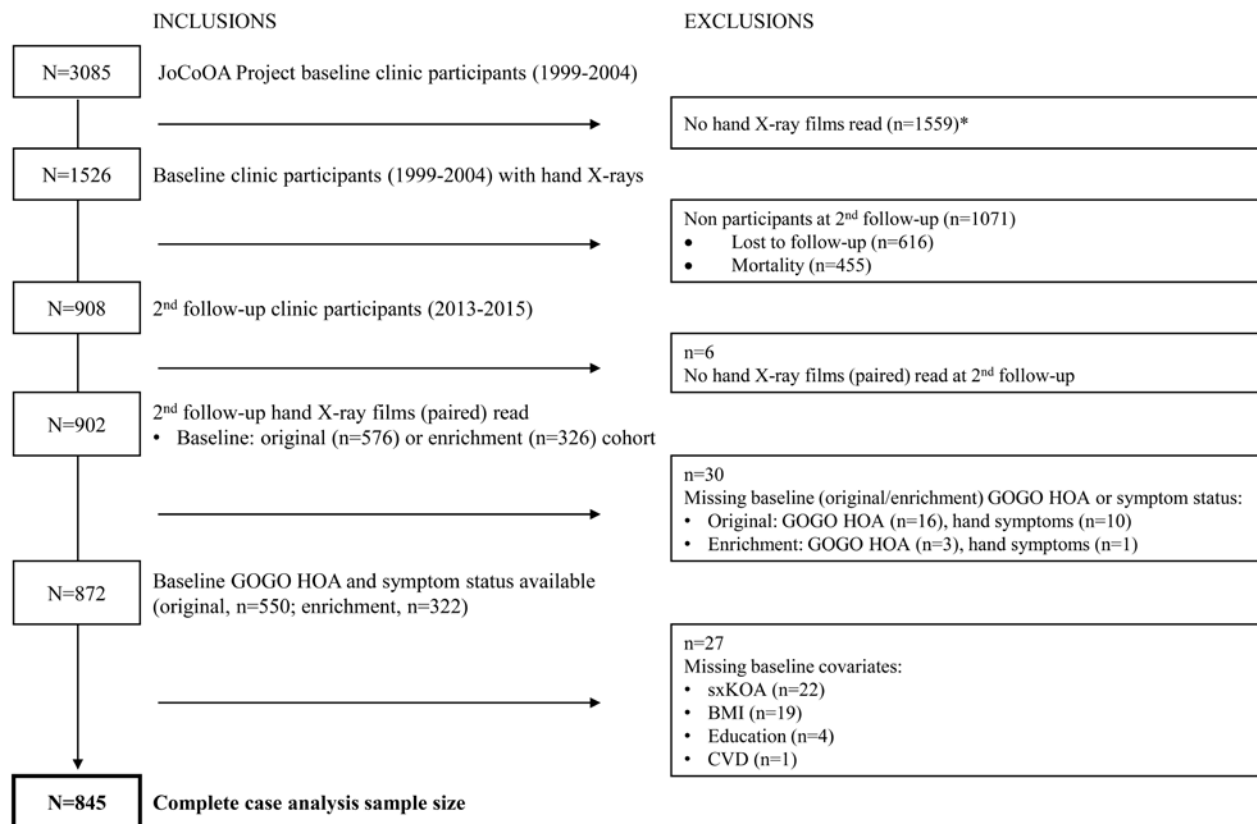 INCLUSIONS
EXCLUSIONS
N=3085
JoCoOA Project baseline clinic participants (1999-2004)
No hand X-ray films read (n=1559)*
N=1526
Baseline clinic participants (1999-2004) with hand X-rays
Non participants at 2nd follow-up (n=1071)
• Lost to follow-up (n=616)
• Mortality (n=455)
N=908
2nd follow-up clinic participants (2013-2015)
n=6
No hand X-ray films (paired) read at 2nd follow-up
N=902
2nd follow-up hand X-ray films (paired) read
• Baseline: original (n=576) or enrichment (n=326) cohort
n=30
Missing baseline (original/enrichment) GOGO HOA or symptom status:
• Original: GOGO HOA (n=16), hand symptoms (n=10)
• Enrichment: GOGO HOA (n=3), hand symptoms (n=1)
N=872
Baseline GOGO HOA and symptom status available
(original, n=550; enrichment, n=322)
n=27
Missing baseline covariates:
• sxKOA (n=22)
• BMI (n=19)
• Education (n=4)
• CVD (n=1)
N=845
Complete case analysis sample size